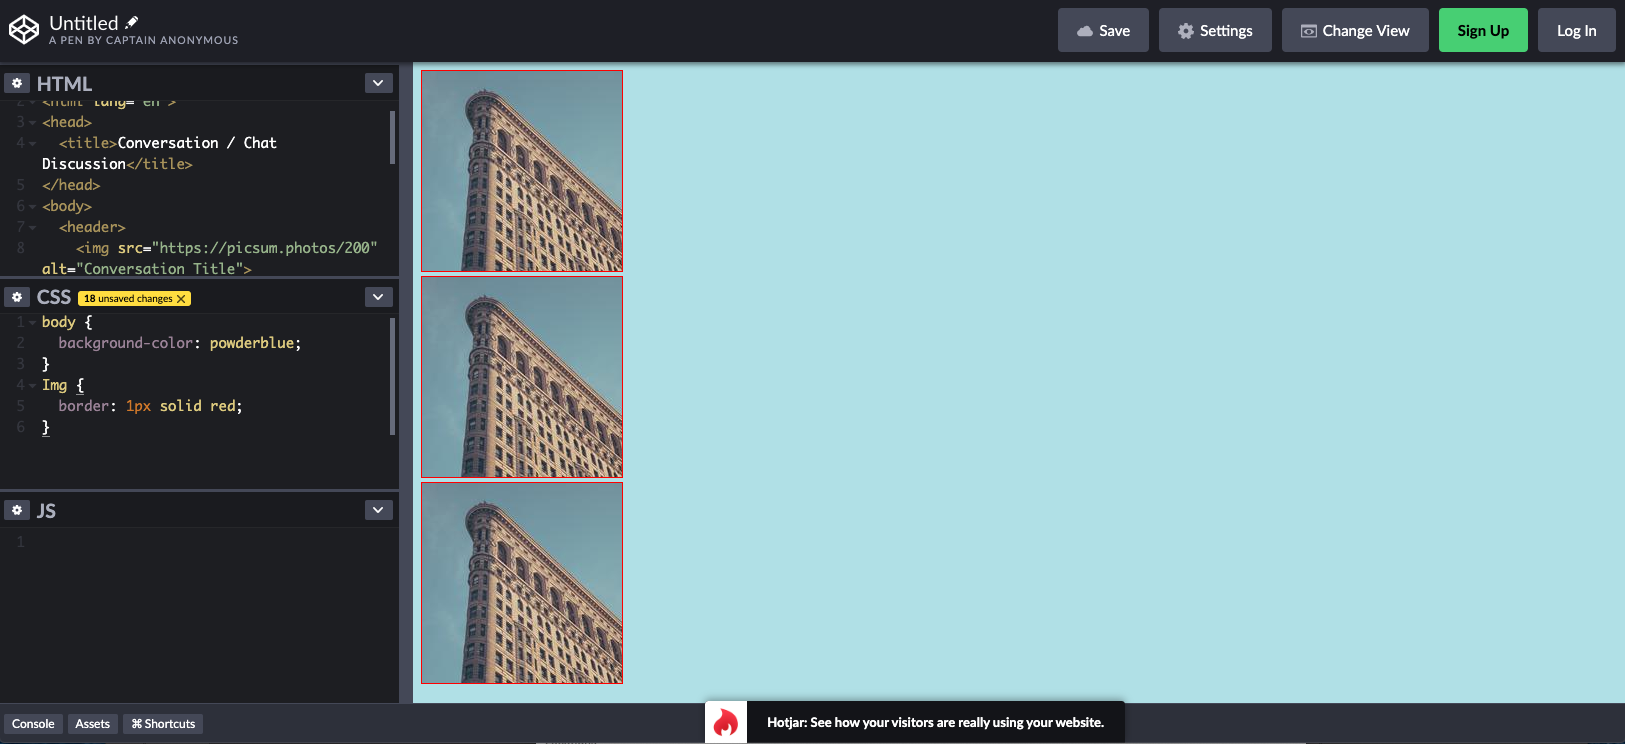 Untitled
A PEN BY CAPTAIN ANONYMOUS
Save
Settings
Change View
Sign Up
Log In
HTML
2 <html lang="en">
3 <head>
4 <title>Conversation / Chat
Discussion</title>
5 </head>
6 <body>
7 <header>
8 <img src="https://picsum.photos/200"
alt="Conversation Title">
CSS 18 unsaved changes X
1 body {
2 background-color: powderblue;
3 }
4 Img {
5 border: 1px solid red;
6 }
JS
1
Console
Assets
⌘ Shortcuts
Hotjar: See how your visitors are really using your website.